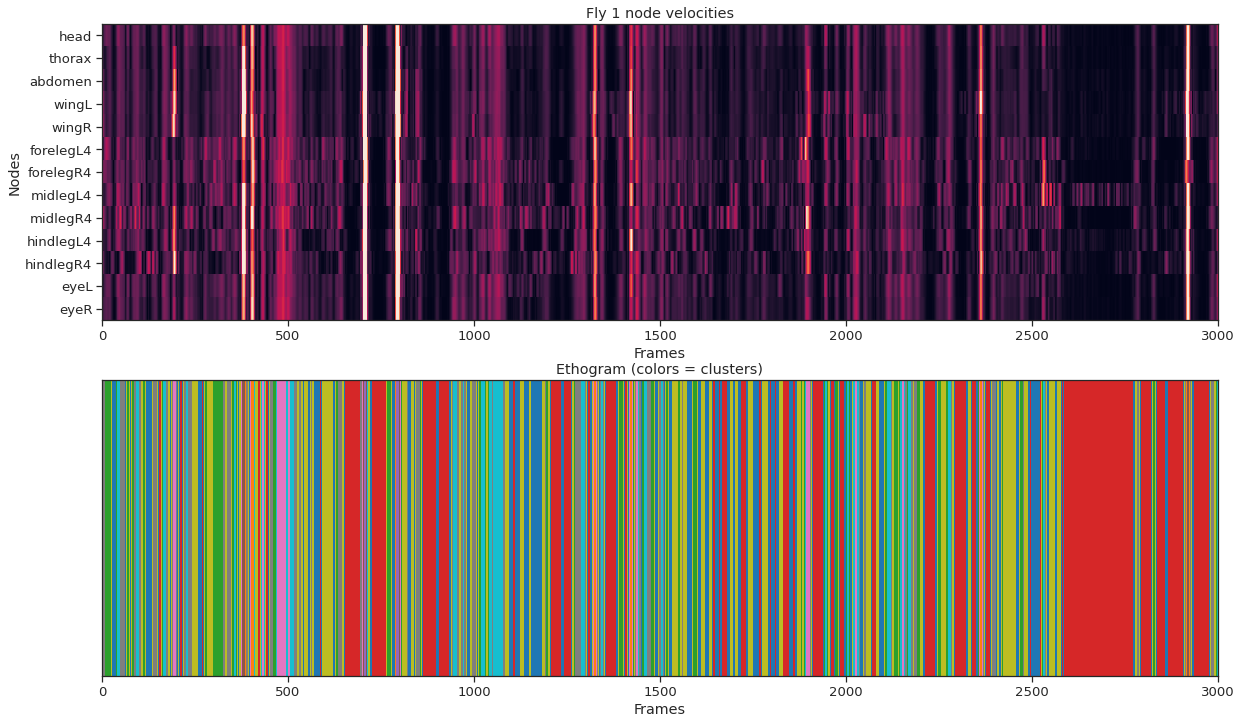 Fly 1 node velocities
Nodes
head
thorax
abdomen
wingL
wingR
forelegL4
forelegR4
midlegL4
midlegR4
hindlegL4
hindlegR4
eyeL
eyeR
0 500 1000 1500 2000 2500 3000
Frames
Ethogram (colors = clusters)
0 500 1000 1500 2000 2500 3000
Frames